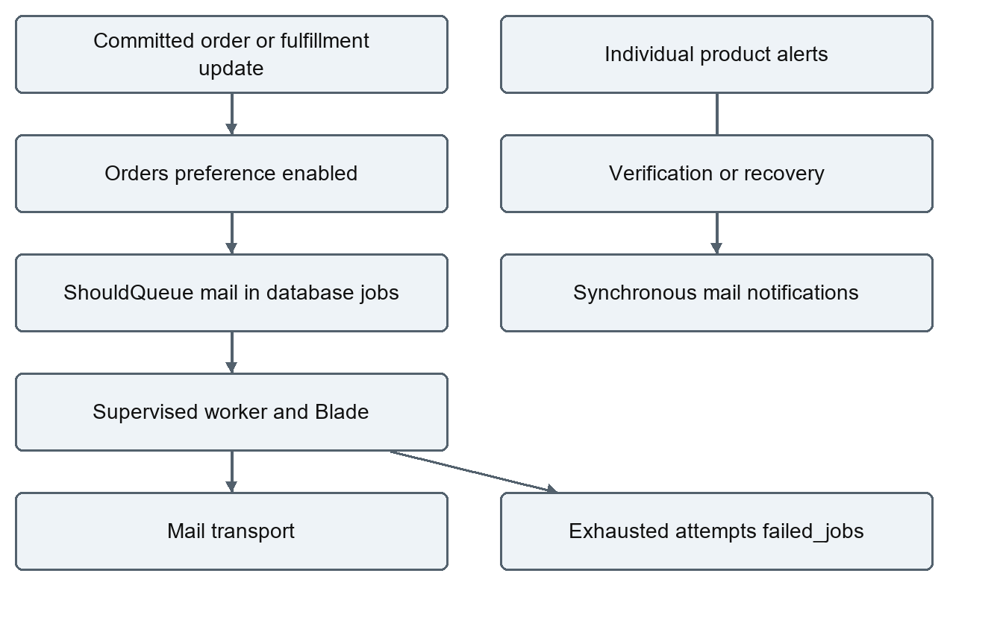 Committed order or fulfillment
update
Individual product alerts
Orders preference enabled
Verification or recovery
ShouldQueue mail in database jobs
Synchronous mail notifications
Supervised worker and Blade
Mail transport
Exhausted attempts failed_jobs